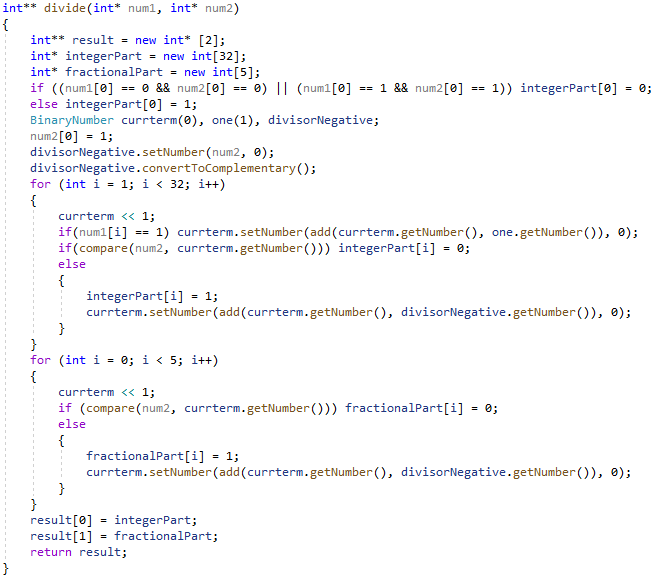 int** divide(int* num1, int* num2)
{
    int** result = new int* [2];
    int* integerPart = new int[32];
    int* fractionalPart = new int[5];
    if ((num1[0] == 0 && num2[0] == 0) || (num1[0] == 1 && num2[0] == 1)) integerPart[0] = 0;
    else integerPart[0] = 1;
    BinaryNumber currterm(0), one(1), divisorNegative;
    num2[0] = 1;
    divisorNegative.setNumber(num2, 0);
    divisorNegative.convertToComplementary();
    for (int i = 1; i < 32; i++)
    {
        currterm << 1;
        if(num1[i] == 1) currterm.setNumber(add(currterm.getNumber(), one.getNumber()), 0);
        if(compare(num2, currterm.getNumber())) integerPart[i] = 0;
        else
        {
            integerPart[i] = 1;
            currterm.setNumber(add(currterm.getNumber(), divisorNegative.getNumber()), 0);
        }
    }
    for (int i = 0; i < 5; i++)
    {
        currterm << 1;
        if (compare(num2, currterm.getNumber())) fractionalPart[i] = 0;
        else
        {
            fractionalPart[i] = 1;
            currterm.setNumber(add(currterm.getNumber(), divisorNegative.getNumber()), 0);
        }
    }
    result[0] = integerPart;
    result[1] = fractionalPart;
    return result;
}